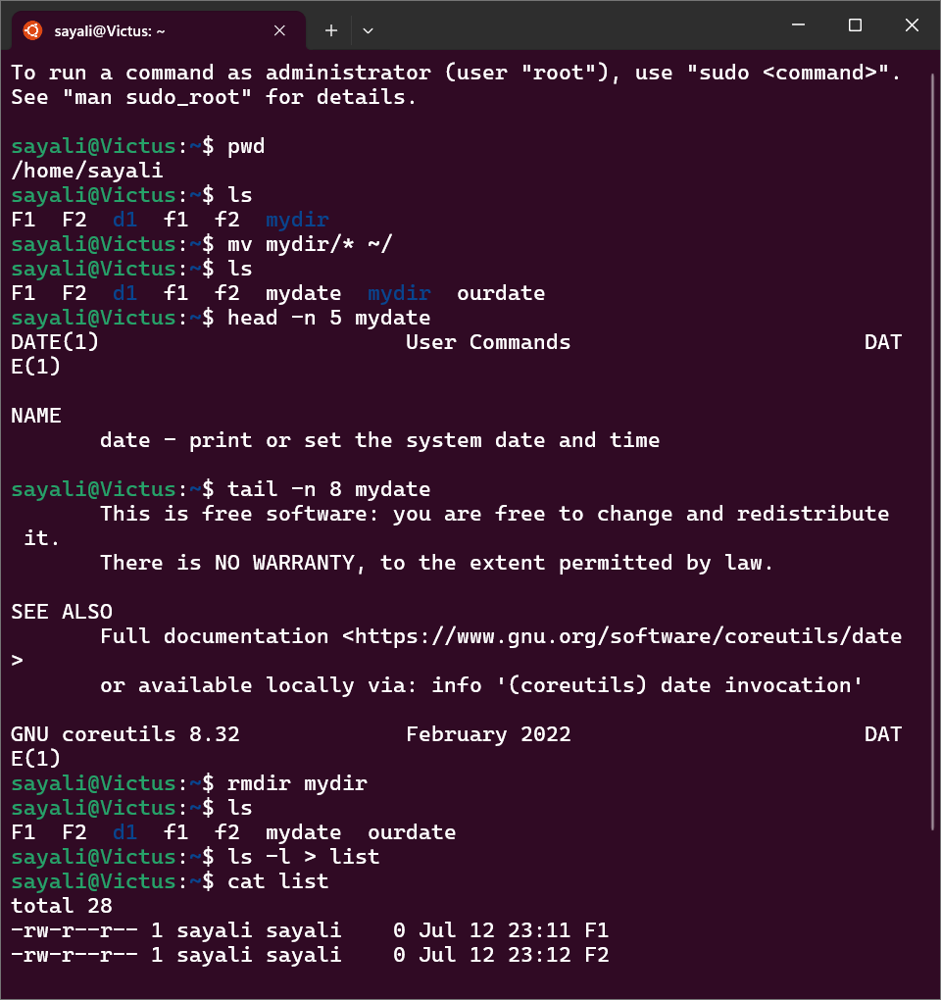 sayali@Victus: ~
To run a command as administrator (user "root"), use "sudo <command>".
See "man sudo_root" for details.
sayali@Victus:~$ pwd
/home/sayali
sayali@Victus:~$ ls
F1  F2  d1  f1  f2  mydir
sayali@Victus:~$ mv mydir/* ~/
sayali@Victus:~$ ls
F1  F2  d1  f1  f2  mydate  mydir  ourdate
sayali@Victus:~$ head -n 5 mydate
DATE(1)                        User Commands                       DAT
E(1)
NAME
       date - print or set the system date and time
sayali@Victus:~$ tail -n 8 mydate
       This is free software: you are free to change and redistribute
 it.
       There is NO WARRANTY, to the extent permitted by law.
SEE ALSO
       Full documentation <https://www.gnu.org/software/coreutils/date
>
       or available locally via: info '(coreutils) date invocation'
GNU coreutils 8.32             February 2022                       DAT
E(1)
sayali@Victus:~$ rmdir mydir
sayali@Victus:~$ ls
F1  F2  d1  f1  f2  mydate  ourdate
sayali@Victus:~$ ls -l > list
sayali@Victus:~$ cat list
total 28
-rw-r--r-- 1 sayali sayali    0 Jul 12 23:11 F1
-rw-r--r-- 1 sayali sayali    0 Jul 12 23:12 F2